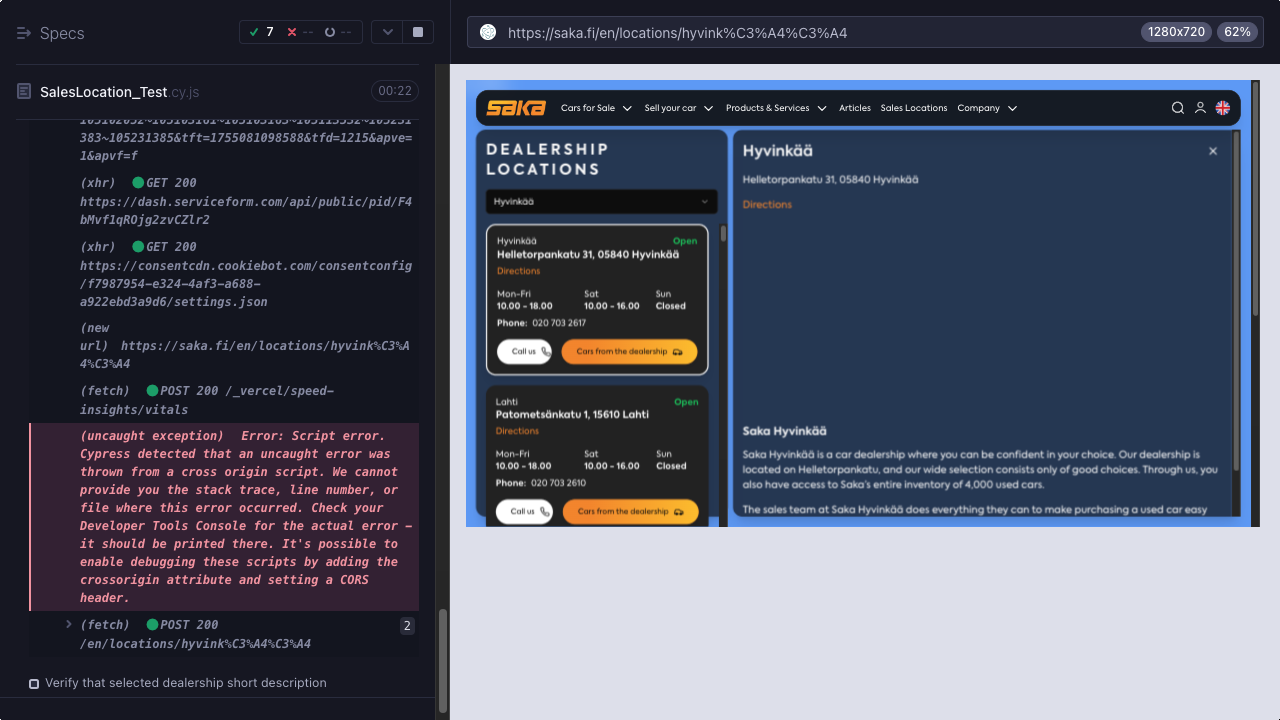 Specs
7
--
--
SalesLocation_Test.cy.js
00:22
383~105231385&tft=1755081098588&tfd=1215&apve=
1&apvf=f
(xhr) GET 200
https://dash.serviceform.com/api/public/pid/F4
bMvf1qROjg2zvCZlr2
(xhr) GET 200
https://consentcdn.cookiebot.com/consentconfig
/f7987954-e324-4af3-a688-
a922ebd3a9d6/settings.json
(new
url) https://saka.fi/en/locations/hyvink%C3%A
4%C3%A4
(fetch) POST 200 /_vercel/speed-
insights/vitals
(uncaught exception) Error: Script error.
Cypress detected that an uncaught error was
thrown from a cross origin script. We cannot
provide you the stack trace, line number, or
file where this error occurred. Check your
Developer Tools Console for the actual error -
it should be printed there. It's possible to
enable debugging these scripts by adding the
crossorigin attribute and setting a CORS
header.
(fetch) POST 200
/en/locations/hyvink%C3%A4%C3%A4
2
Verify that selected dealership short description
https://saka.fi/en/locations/hyvink%C3%A4%C3%A4
1280x720
62%
saka
Cars for Sale
Sell your car
Products & Services
Articles
Sales Locations
Company
DEALERSHIP
LOCATIONS
Hyvinkää
Hyvinkää
Open
Helletorpankatu 31, 05840 Hyvinkää
Directions
Mon-Fri Sat Sun
10.00 - 18.00 10.00 - 16.00 Closed
Phone: 020 703 2617
Call us
Cars from the dealership
Lahti
Open
Patometsänkatu 1, 15610 Lahti
Directions
Mon-Fri Sat Sun
10.00 - 18.00 10.00 - 16.00 Closed
Phone: 020 703 2610
Call us
Cars from the dealership
Hyvinkää
Helletorpankatu 31, 05840 Hyvinkää
Directions
Saka Hyvinkää
Saka Hyvinkää is a car dealership where you can be confident in your choice. Our dealership is
located on Helletorpankatu, and our wide selection consists only of good choices. Through us, you
also have access to Saka's entire inventory of 4,000 used cars.
The sales team at Saka Hyvinkää does everything they can to make purchasing a used car easy